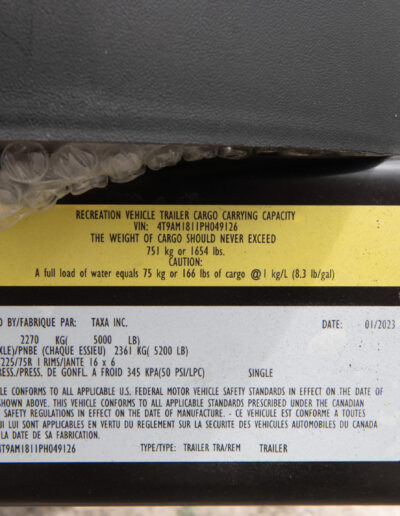 RECREATION VEHICLE TRAILER CARGO CARRYING CAPACITY
VIN: 4T9AM1811PH049126
THE WEIGHT OF CARGO SHOULD NEVER EXCEED
751 kg or 1654 lbs.
CAUTION:
A full load of water equals 75 kg or 166 lbs of cargo @ 1 kg/L (8.3 lb/gal)
D BY/FABRIQUE PAR: TAXA INC. DATE: 01/2023
2270 KG( 5000 LB)
XLE)/PNBE (CHAQUE ESSIEU) 2361 KG( 5200 LB)
225/75R | RIMS/JANTE 16 x 6
RESS./PRESS. DE GONFL. A FROID 345 KPA(50 PSI/LPC) SINGLE
LE CONFORMS TO ALL APPLICABLE U.S. FEDERAL MOTOR VEHICLE SAFETY STANDARDS IN EFFECT ON THE DATE OF
SHOWN ABOVE. THIS VEHICLE CONFORMS TO ALL APPLICABLE STANDARDS PRESCRIBED UNDER THE CANADIAN
SAFETY REGULATIONS IN EFFECT ON THE DATE OF MANUFACTURE. - CE VEHICULE EST CONFORME A TOUTES
UI LUI SONT APPLICABLES EN VERTU DU REGLEMENT SUR LA SECURITE DES VEHICULES AUTOMOBILES DU CANADA
LA DATE DE SA FABRICATION.
4T9AM1811PH049126 TYPE/TYPE: TRAILER TRA/REM TRAILER